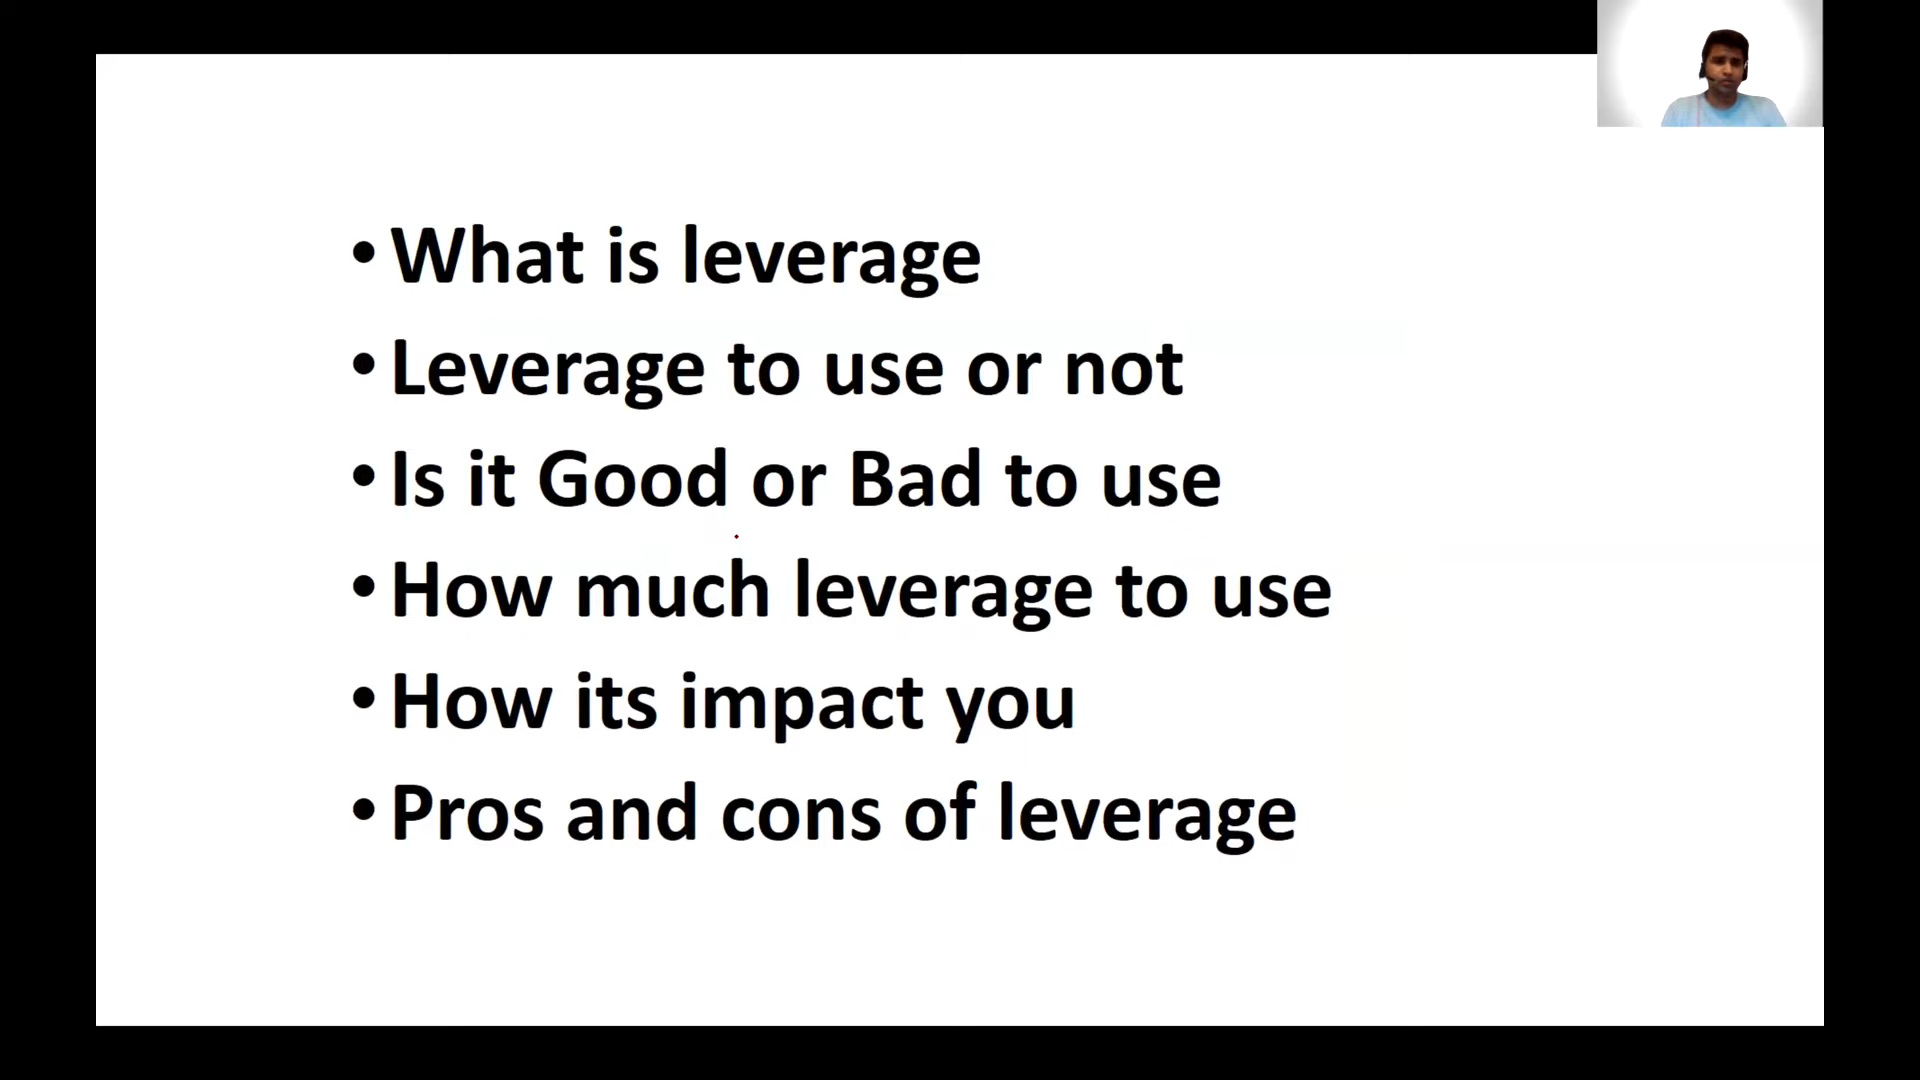 • What is leverage
• Leverage to use or not
• Is it Good or Bad to use
• How much leverage to use
• How its impact you
• Pros and cons of leverage